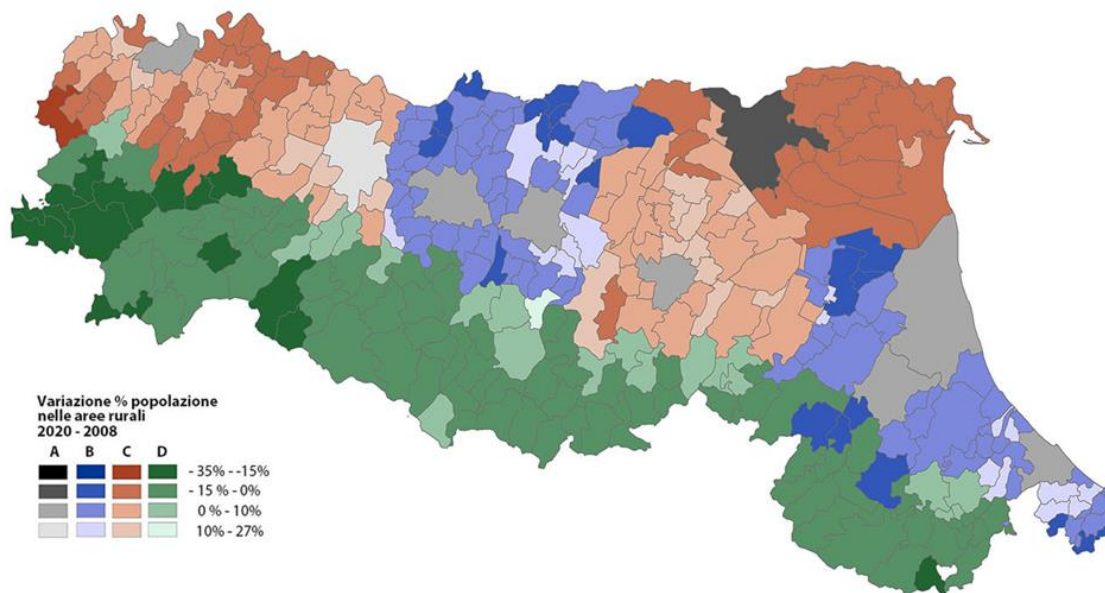 Variazione % popolazione
nelle aree rurali
2020 - 2008
A B C D
- 35% - -15%
- 15 % - 0%
0 % - 10%
10% - 27%